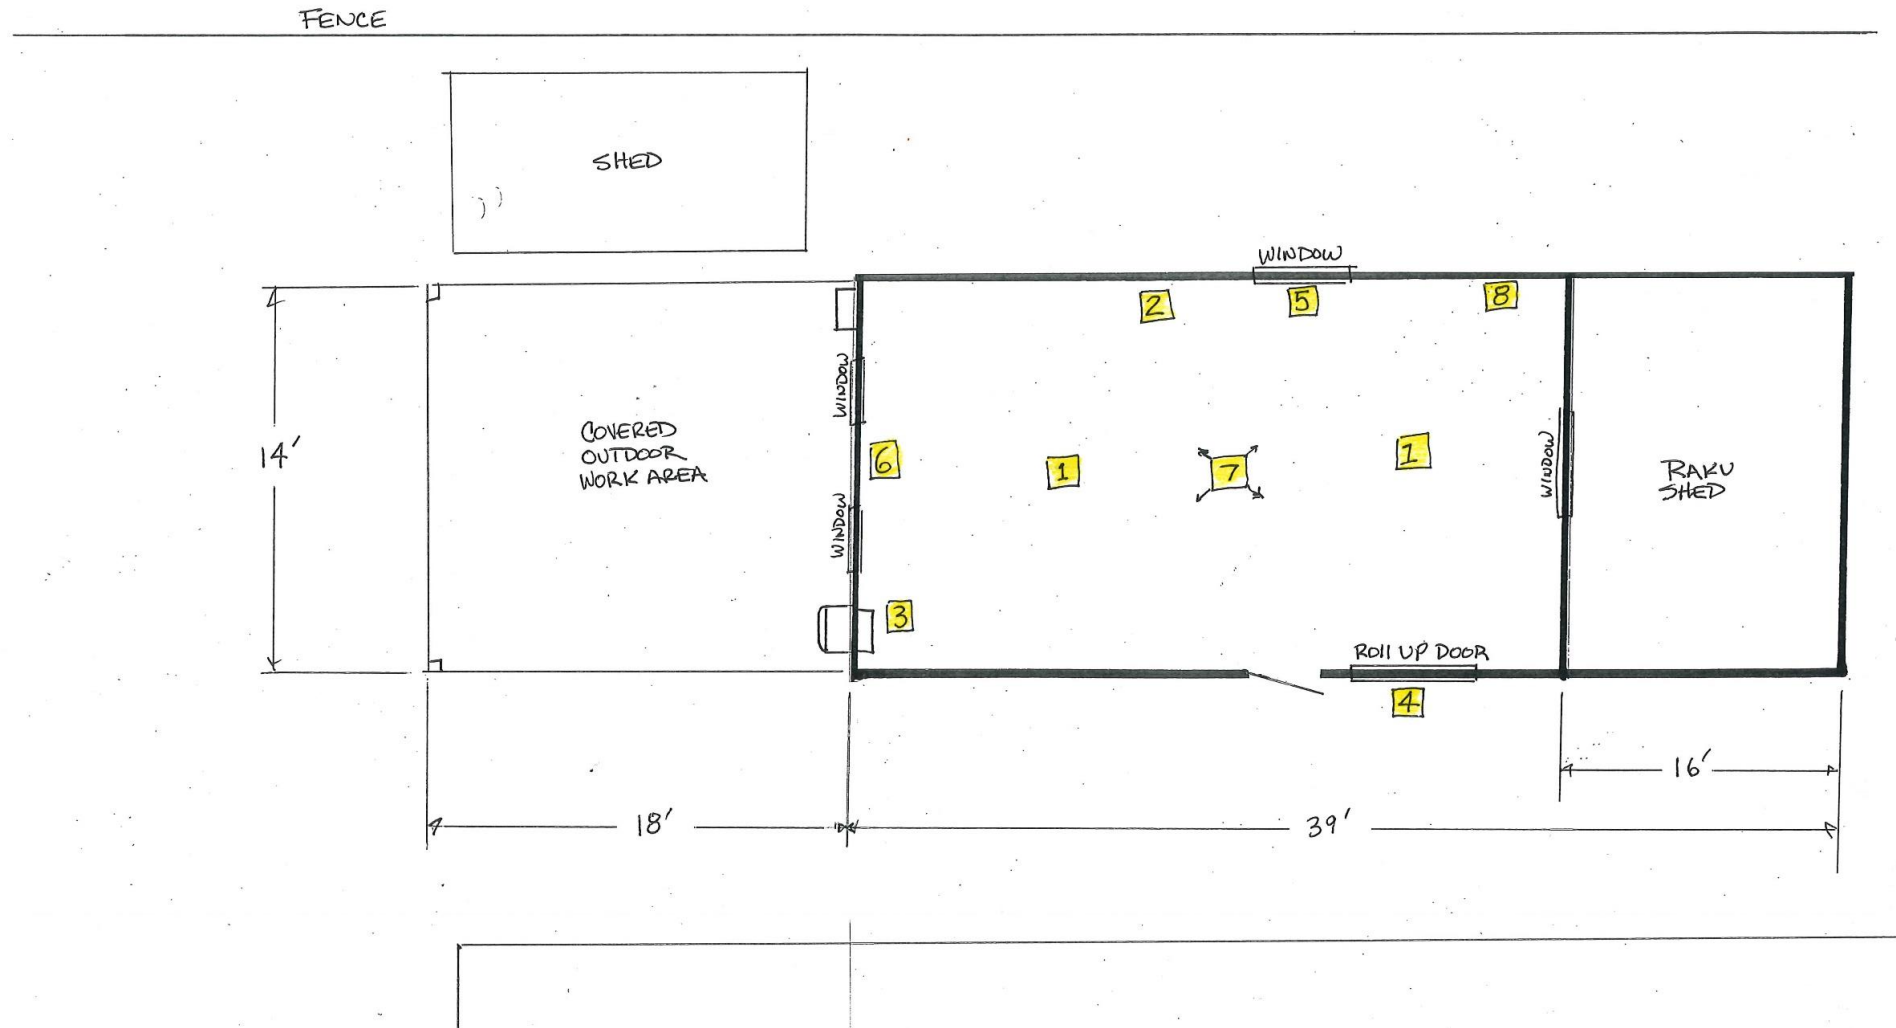 FENCE
SHED
WINDOW
2
5
8
WINDOW
14'
COVERED
OUTDOOR
WORK AREA
6
1
7
1
WINDOW
RAKU
SHED
WINDOW
3
ROll UP DOOR
4
16'
18'
39'